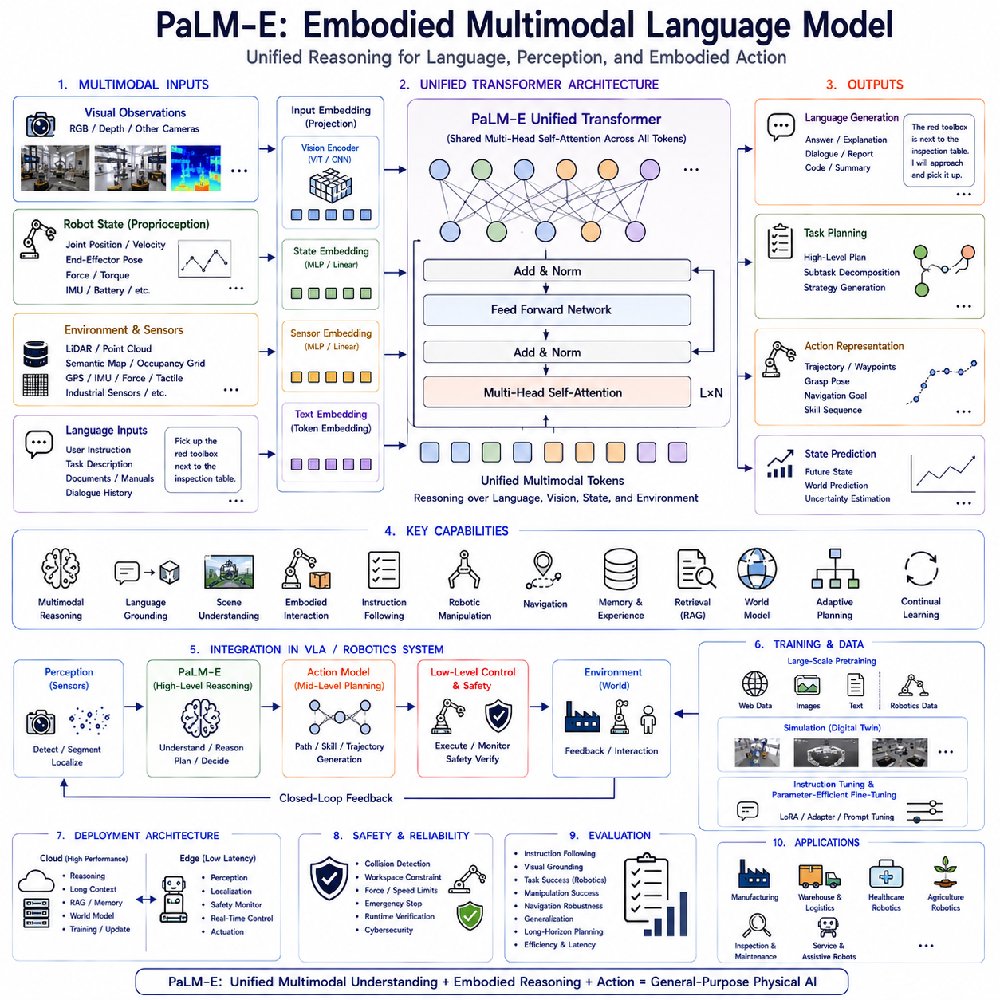 PaLM-E: Embodied Multimodal Language Model
Unified Reasoning for Language, Perception, and Embodied Action
1. MULTIMODAL INPUTS
Visual Observations
RGB / Depth / Other Cameras
...
Robot State (Proprioception)
Joint Position / Velocity
End-Effector Pose
Force / Torque
IMU / Battery / etc.
...
Environment & Sensors
LiDAR / Point Cloud
Semantic Map / Occupancy Grid
GPS / IMU / Force / Tactile
Industrial Sensors / etc.
...
Language Inputs
User Instruction
Task Description
Documents / Manuals
Dialogue History
Pick up the
red toolbox
next to the
inspection table.
...
Input Embedding
(Projection)
Vision Encoder
(ViT / CNN)
State Embedding
(MLP / Linear)
Sensor Embedding
(MLP / Linear)
Text Embedding
(Token Embedding)
2. UNIFIED TRANSFORMER ARCHITECTURE
PaLM-E Unified Transformer
(Shared Multi-Head Self-Attention Across All Tokens)
...
Add & Norm
Feed Forward Network
Add & Norm
Multi-Head Self-Attention
L×N
Unified Multimodal Tokens
Reasoning over Language, Vision, State, and Environment
3. OUTPUTS
Language Generation
Answer / Explanation
Dialogue / Report
Code / Summary
The red toolbox
is next to the
inspection table.
I will approach
and pick it up.
...
Task Planning
High-Level Plan
Subtask Decomposition
Strategy Generation
...
Action Representation
Trajectory / Waypoints
Grasp Pose
Navigation Goal
Skill Sequence
...
State Prediction
Future State
World Prediction
Uncertainty Estimation
...
4. KEY CAPABILITIES
Multimodal
Reasoning
Language
Grounding
Scene
Understanding
Embodied
Interaction
Instruction
Following
Robotic
Manipulation
Navigation
Memory &
Experience
Retrieval
(RAG)
World
Model
Adaptive
Planning
Continual
Learning
5. INTEGRATION IN VLA / ROBOTICS SYSTEM
Perception
(Sensors)
Detect / Segment
Localize
PaLM-E
(High-Level Reasoning)
Understand / Reason
Plan / Decide
Action Model
(Mid-Level Planning)
Path / Skill / Trajectory
Generation
Low-Level Control
& Safety
Execute / Monitor
Safety Verify
Environment
(World)
Feedback / Interaction
Closed-Loop Feedback
6. TRAINING & DATA
Large-Scale Pretraining
Web Data
Images
Text
Robotics Data
Simulation (Digital Twin)
...
Instruction Tuning &
Parameter-Efficient Fine-Tuning
LoRA / Adapter / Prompt Tuning
7. DEPLOYMENT ARCHITECTURE
Cloud (High Performance)
• Reasoning
• Long Context
• RAG / Memory
• World Model
• Training / Update
Edge (Low Latency)
• Perception
• Localization
• Safety Monitor
• Real-Time Control
• Actuation
8. SAFETY & RELIABILITY
• Collision Detection
• Workspace Constraint
• Force / Speed Limits
• Emergency Stop
• Runtime Verification
• Cybersecurity
9. EVALUATION
• Instruction Following
• Visual Grounding
• Task Success (Robotics)
• Manipulation Success
• Navigation Robustness
• Generalization
• Long-Horizon Planning
• Efficiency & Latency
10. APPLICATIONS
Manufacturing
Warehouse &
Logistics
Healthcare
Robotics
Agriculture
Robotics
Inspection &
Maintenance
Service &
Assistive Robots
...
PaLM-E: Unified Multimodal Understanding + Embodied Reasoning + Action = General-Purpose Physical AI